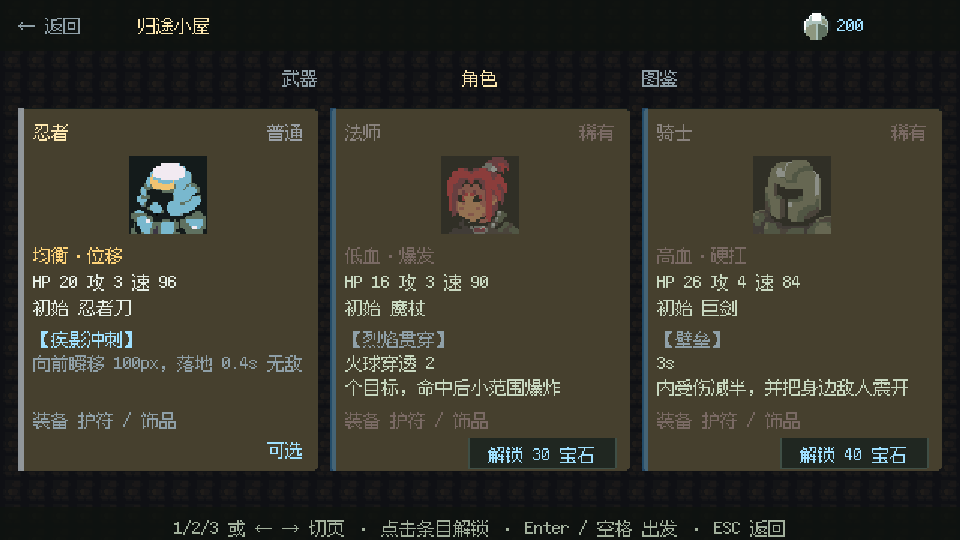 ← 返回 归途小屋 200
武器 角色 图鉴
忍者 普通
均衡·位移
HP 20 攻 3 速 96
初始 忍者刀
【疾影冲刺】
向前瞬移 100px, 落地 0.4s 无敌
装备 护符 / 饰品
可选
法师 稀有
低血·爆发
HP 16 攻 3 速 90
初始 魔杖
【烈焰贯穿】
火球穿透 2
个目标, 命中后小范围爆炸
装备 护符 / 饰品
解锁 30 宝石
骑士 稀有
高血·硬扛
HP 26 攻 4 速 84
初始 巨剑
【壁垒】
3s
内受伤减半, 并把身边敌人震开
装备 护符 / 饰品
解锁 40 宝石
1/2/3 或 ← → 切页 · 点击条目解锁 · Enter / 空格 出发 · ESC 返回